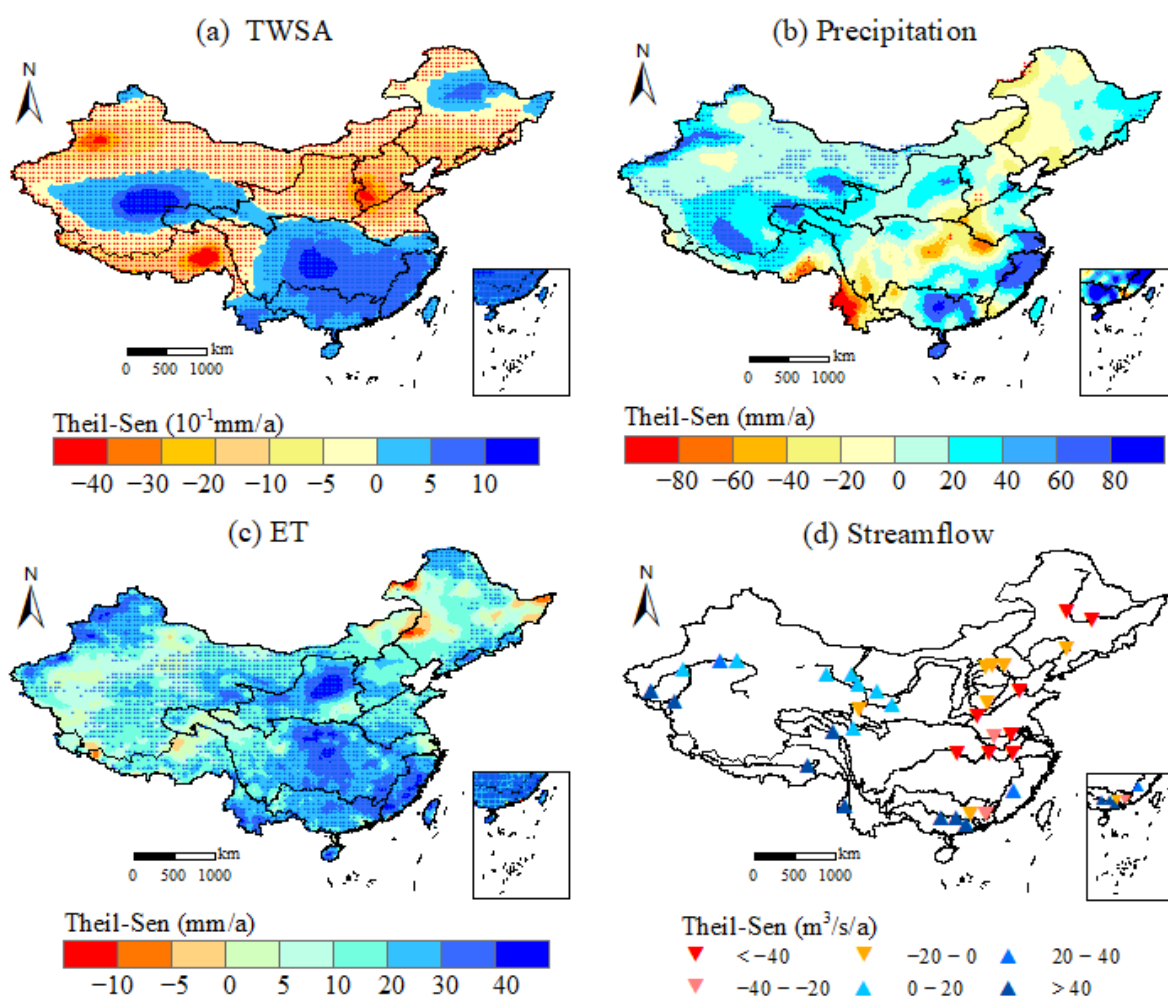 (a) TWSA
(b) Precipitation
N
N
km
0 500 1000
km
0 500 1000
Theil-Sen (10⁻¹mm/a)
−40 −30 −20 −10 −5 0 5 10
Theil-Sen (mm/a)
−80 −60 −40 −20 0 20 40 60 80
(c) ET
(d) Streamflow
N
N
km
0 500 1000
km
0 500 1000
Theil-Sen (mm/a)
−10 −5 0 5 10 20 30 40
Theil-Sen (m³/s/a)
< −40
−20 − 0
20 − 40
−40 − −20
0 − 20
> 40